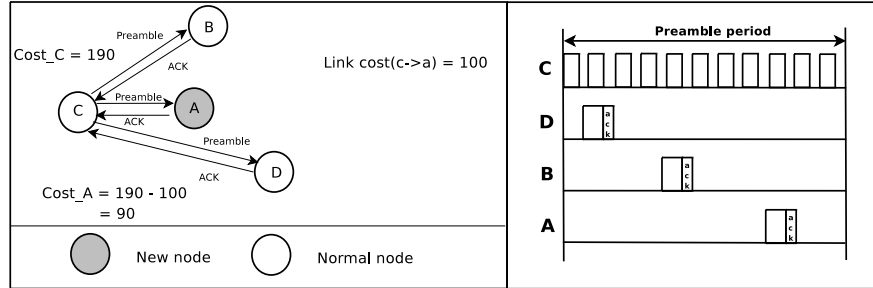 B
Preamble
Cost_C = 190
ACK
Link cost(c->a) = 100
Preamble
C
A
ACK
Preamble
D
ACK
Cost_A = 190 - 100
= 90
New node
Normal node
Preamble period
C
D
ack
B
ack
A
ack